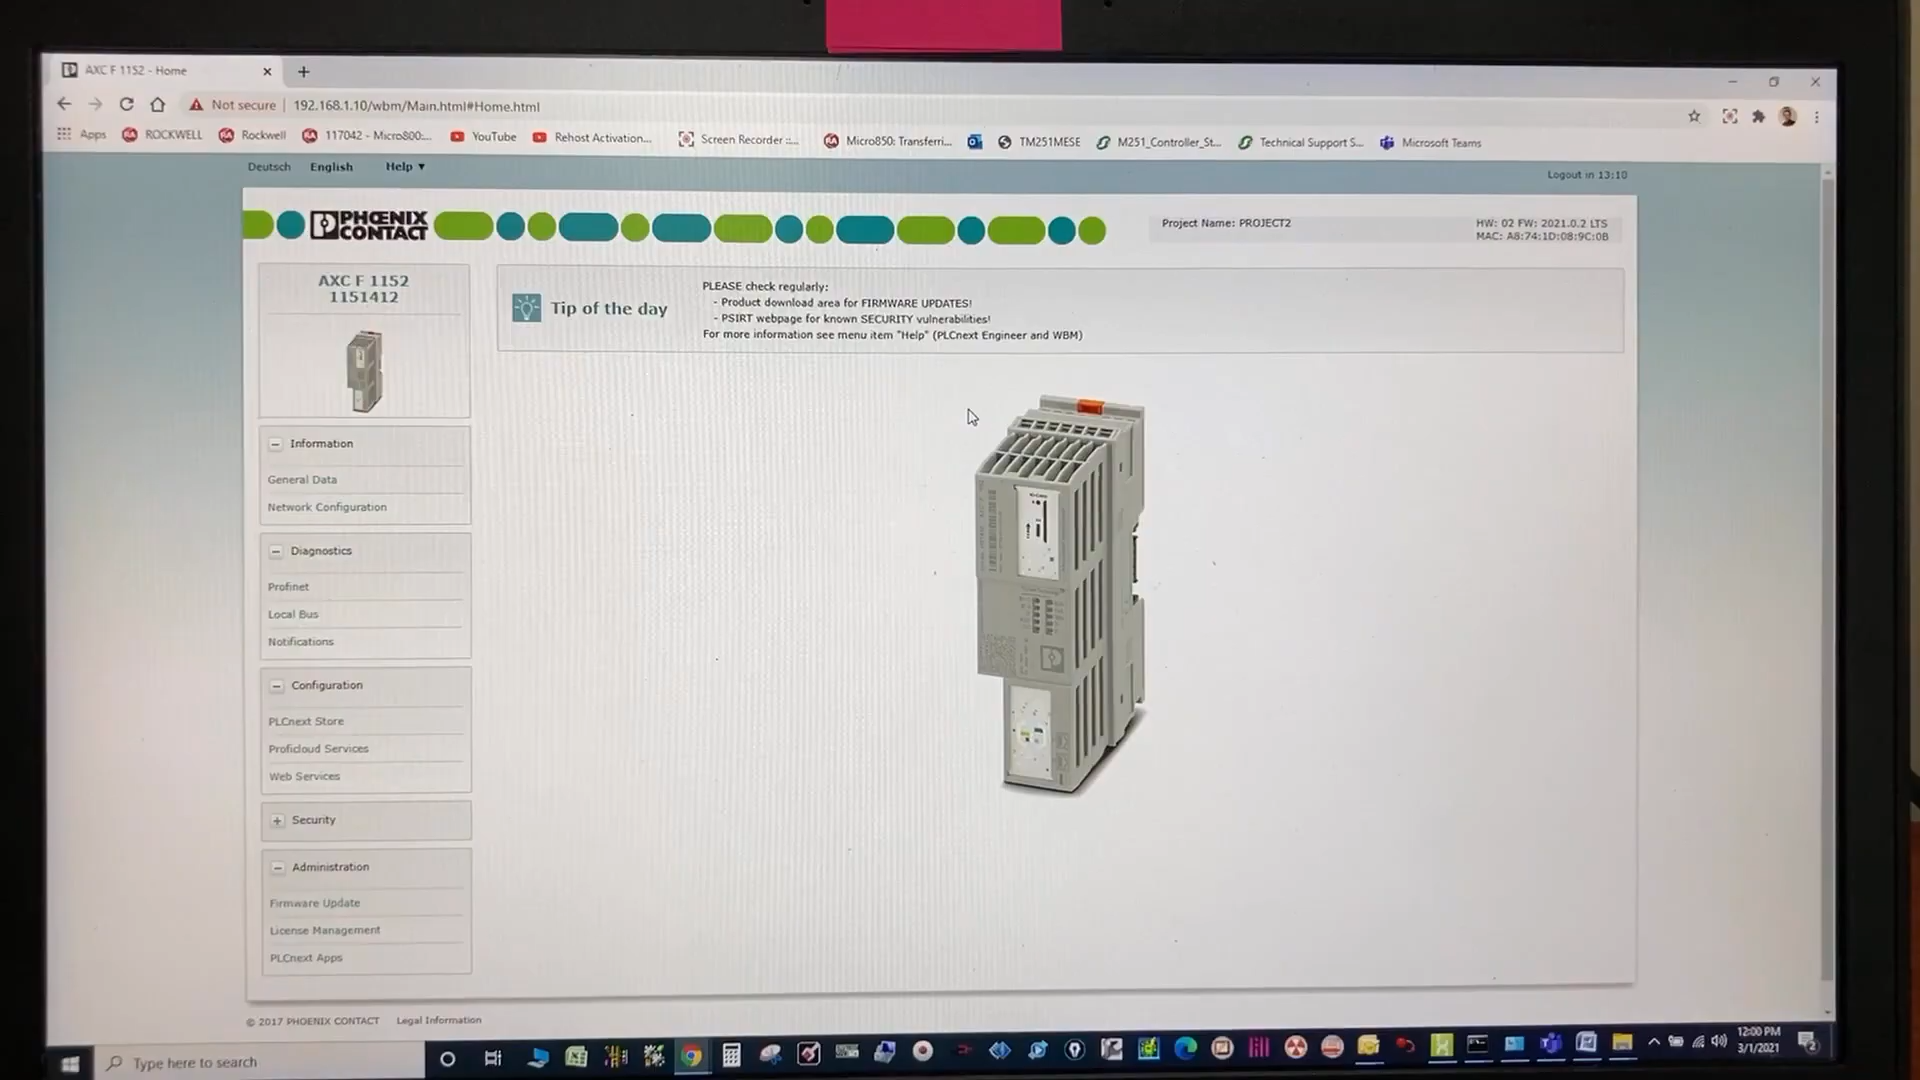 AXC F 1152 - Home
Not secure
192.168.1.10/wbm/Main.html#Home.html
Apps
ROCKWELL
Rockwell
117042 - Micro800:...
YouTube
Rehost Activation...
Screen Recorder ::...
Micro850: Transferri...
TM251MESE
M251_Controller_St...
Technical Support S...
Microsoft Teams
Deutsch
English
Help
Logout in 13:10
PHŒNIX
CONTACT
Project Name: PROJECT2
HW: 02 FW: 2021.0.2 LTS
MAC: A8:74:1D:08:9C:0B
AXC F 1152
1151412
Tip of the day
PLEASE check regularly:
- Product download area for FIRMWARE UPDATES!
- PSIRT webpage for known SECURITY vulnerabilities!
For more information see menu item "Help" (PLCnext Engineer and WBM)
Information
General Data
Network Configuration
Diagnostics
Profinet
Local Bus
Notifications
Configuration
PLCnext Store
Proficloud Services
Web Services
Security
Administration
Firmware Update
License Management
PLCnext Apps
© 2017 PHOENIX CONTACT
Legal Information
Type here to search
12:00 PM
3/1/2021
2